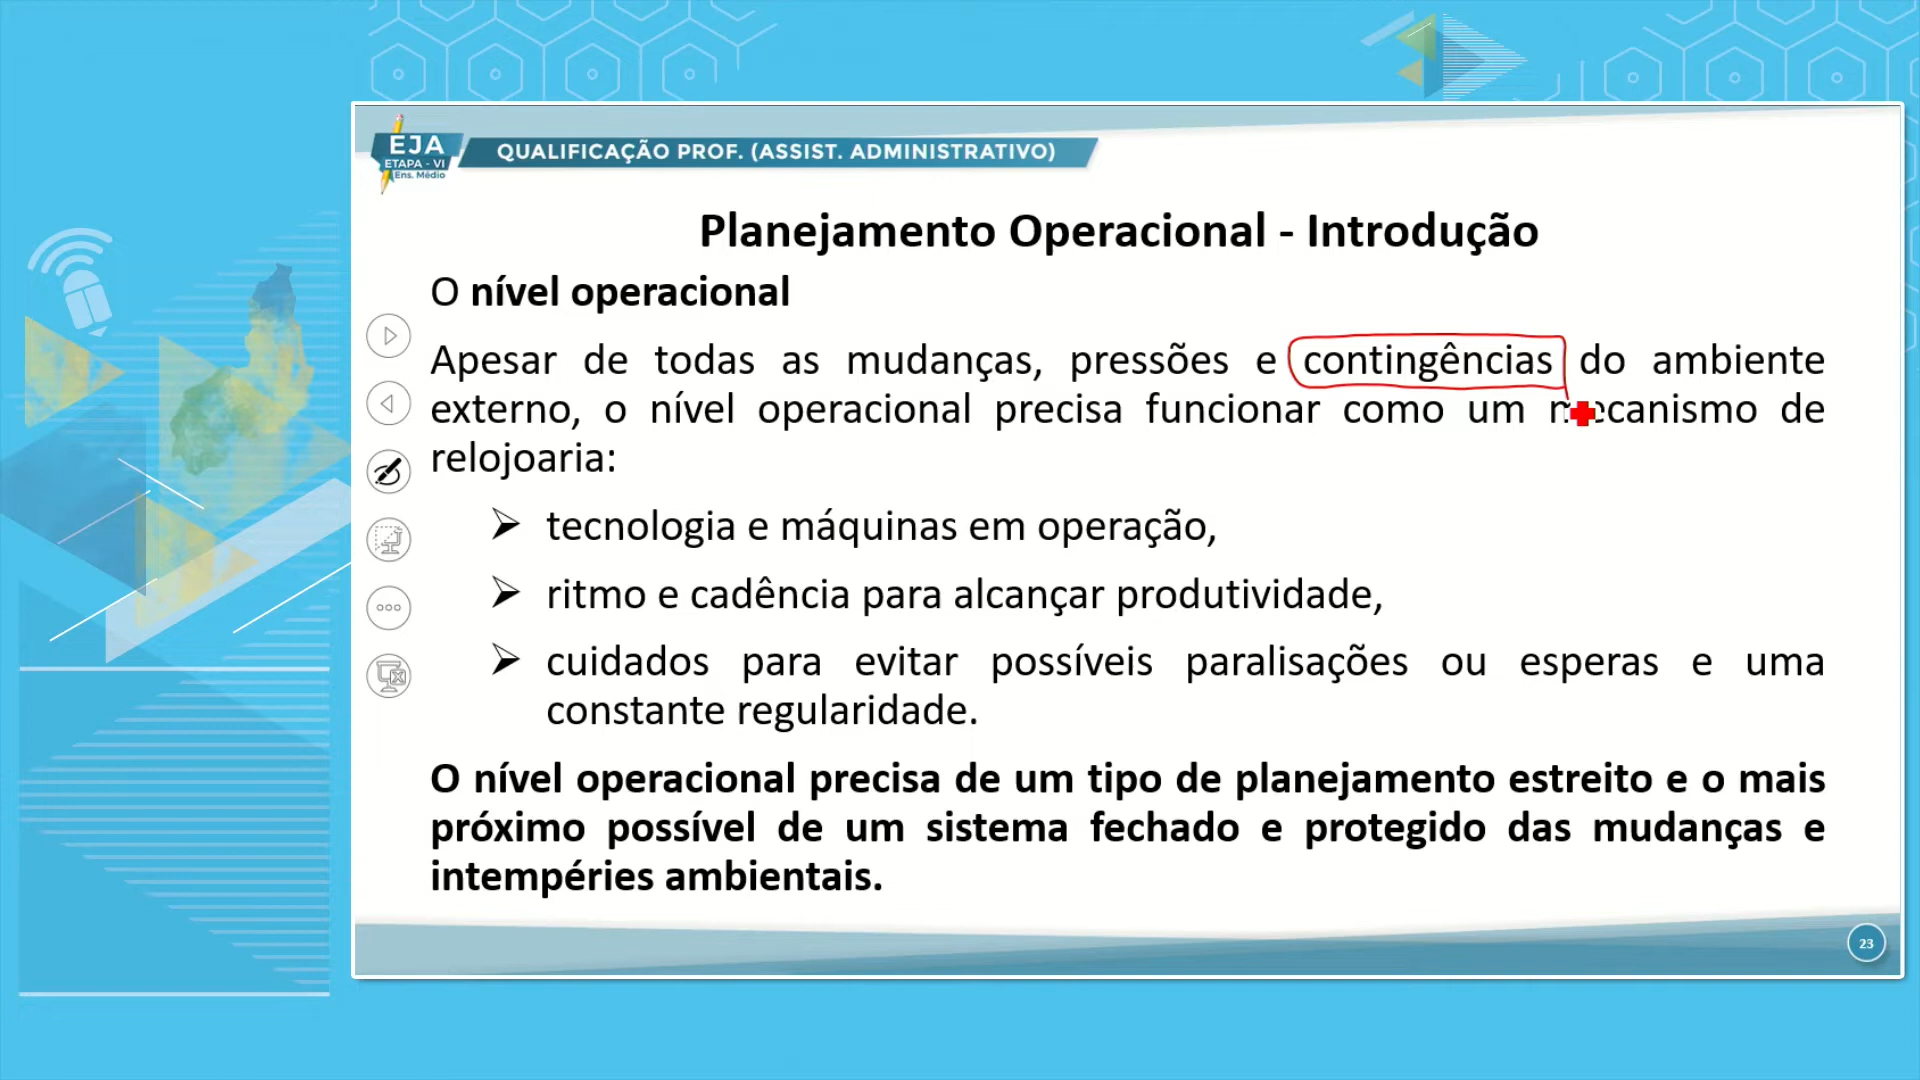 EJA
ETAPA - VI
Ens. Médio
QUALIFICAÇÃO PROF. (ASSIST. ADMINISTRATIVO)
Planejamento Operacional - Introdução
O nível operacional
Apesar de todas as mudanças, pressões e contingências do ambiente
externo, o nível operacional precisa funcionar como um mecanismo de
relojoaria:
➢ tecnologia e máquinas em operação,
➢ ritmo e cadência para alcançar produtividade,
➢ cuidados para evitar possíveis paralisações ou esperas e uma
constante regularidade.
O nível operacional precisa de um tipo de planejamento estreito e o mais
próximo possível de um sistema fechado e protegido das mudanças e
intempéries ambientais.
23